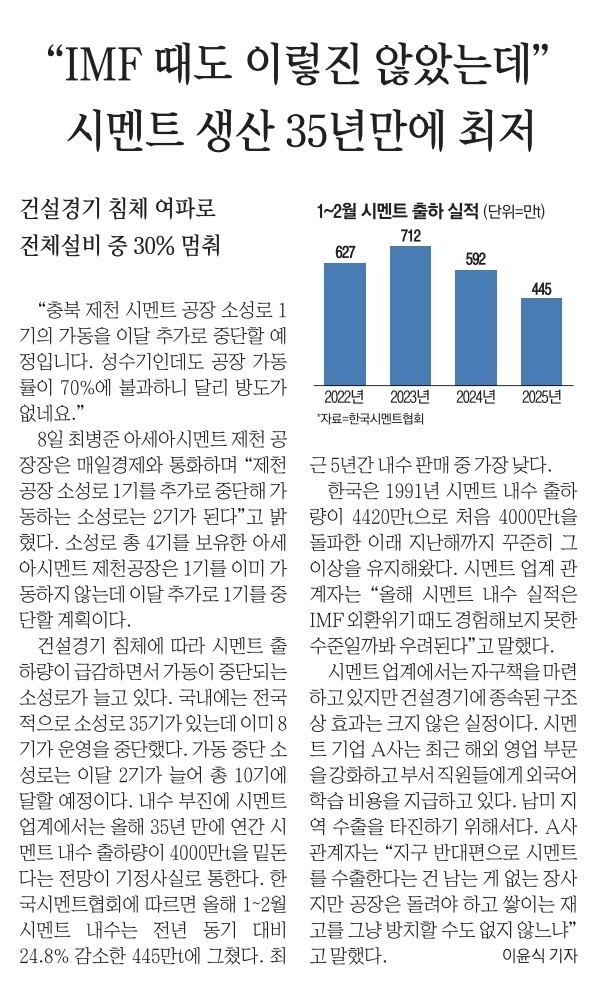 “IMF 때도 이렇진 않았는데”
시멘트 생산 35년만에 최저
건설경기 침체 여파로
전체설비 중 30% 멈춰
“충북 제천 시멘트 공장 소성로 1
기의 가동을 이달 추가로 중단할 예
정입니다. 성수기인데도 공장 가동
률이 70%에 불과하니 달리 방도가
없네요.”
8일 최병준 아세아시멘트 제천 공
장장은 매일경제와 통화하며 “제천
공장 소성로 1기를 추가로 중단해 가
동하는 소성로는 2기가 된다”고 밝
혔다. 소성로 총 4기를 보유한 아세
아시멘트 제천공장은 1기를 이미 가
동하지 않는데 이달 추가로 1기를 중
단할 계획이다.
건설경기 침체에 따라 시멘트 출
하량이 급감하면서 가동이 중단되는
소성로가 늘고 있다. 국내에는 전국
적으로 소성로 35기가 있는데 이미 8
기가 운영을 중단했다. 가동 중단 소
성로는 이달 2기가 늘어 총 10기에
달할 예정이다. 내수 부진에 시멘트
업계에서는 올해 35년 만에 연간 시
멘트 내수 출하량이 4000만t을 밑돈
다는 전망이 기정사실로 통한다. 한
국시멘트협회에 따르면 올해 1~2월
시멘트 내수는 전년 동기 대비
24.8% 감소한 445만t에 그쳤다. 최
1~2월 시멘트 출하 실적 (단위=만t)
627
712
592
445
2022년
2023년
2024년
2025년
*자료=한국시멘트협회
근 5년간 내수 판매 중 가장 낮다.
한국은 1991년 시멘트 내수 출하
량이 4420만t으로 처음 4000만t을
돌파한 이래 지난해까지 꾸준히 그
이상을 유지해왔다. 시멘트 업계 관
계자는 “올해 시멘트 내수 실적은
IMF 외환위기 때도 경험해보지 못한
수준일까봐 우려된다”고 말했다.
시멘트 업계에서는 자구책을 마련
하고 있지만 건설경기에 종속된 구조
상 효과는 크지 않은 실정이다. 시멘
트 기업 A사는 최근 해외 영업 부문
을 강화하고 부서 직원들에게 외국어
학습 비용을 지급하고 있다. 남미 지
역 수출을 타진하기 위해서다. A사
관계자는 “지구 반대편으로 시멘트
를 수출한다는 건 남는 게 없는 장사
지만 공장은 돌려야 하고 쌓이는 재
고를 그냥 방치할 수도 없지 않느냐”
고 말했다. 이윤식 기자